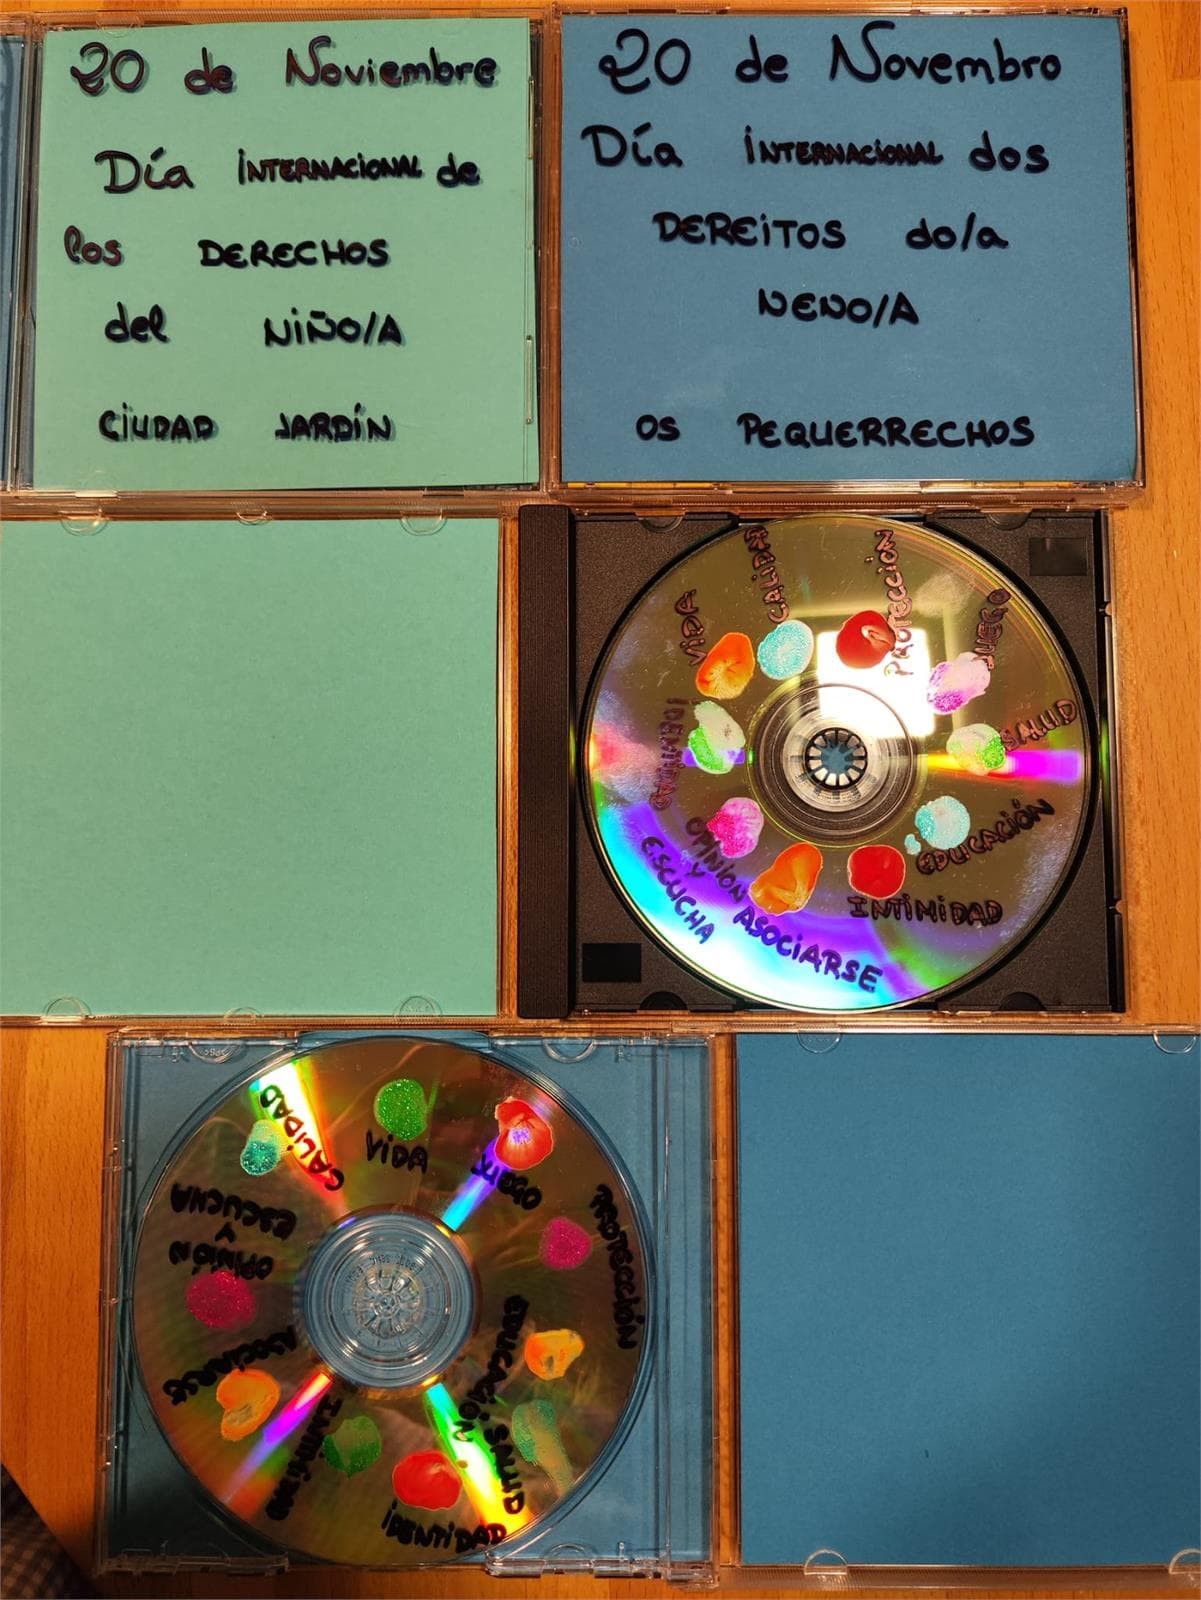 20 de Noviembre
Día INTERNACIONAL de
los DERECHOS
del NIÑO/A
CIUDAD JARDÍN
20 de Novembro
Día INTERNACIONAL dos
DEREITOS do/a
NENO/A
OS PEQUERRECHOS
VIDA
CALIDAD
PROTECCIÓN
JUEGO
SALUD
EDUCACIÓN
INTIMIDAD
ASOCIARSE
OPINIÓN
Y
ESCUCHA
IDENTIDAD
CALIDAD
VIDA
JUEGO
PROTECCIÓN
EDUCACIÓN
SALUD
IDENTIDAD
INTIMIDAD
ASOCIARSE
OPINIÓN
Y
ESCUCHA